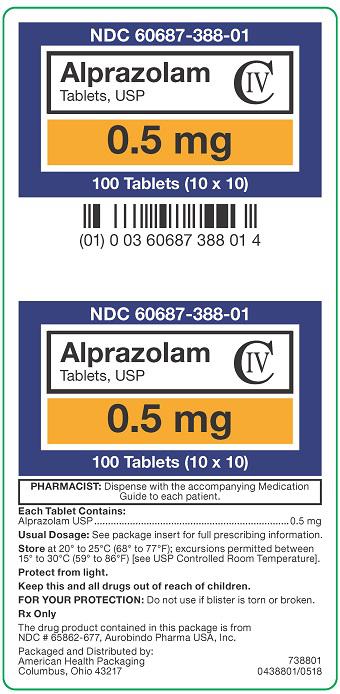 NDC 60687-388-01
Alprazolam CIV
Tablets, USP
0.5 mg
100 Tablets (10 x 10)
(01) 0 03 60687 388 01 4
NDC 60687-388-01
Alprazolam CIV
Tablets, USP
0.5 mg
100 Tablets (10 x 10)
PHARMACIST: Dispense with the accompanying Medication
Guide to each patient.
Each Tablet Contains:
Alprazolam USP......................................................................0.5 mg
Usual Dosage: See package insert for full prescribing information.
Store at 20° to 25°C (68° to 77°F); excursions permitted between
15° to 30°C (59° to 86°F) [see USP Controlled Room Temperature].
Protect from light.
Keep this and all drugs out of reach of children.
FOR YOUR PROTECTION: Do not use if blister is torn or broken.
Rx Only
The drug product contained in this package is from
NDC # 65862-677, Aurobindo Pharma USA, Inc.
Packaged and Distributed by:
American Health Packaging 738801
Columbus, Ohio 43217 0438801/0518